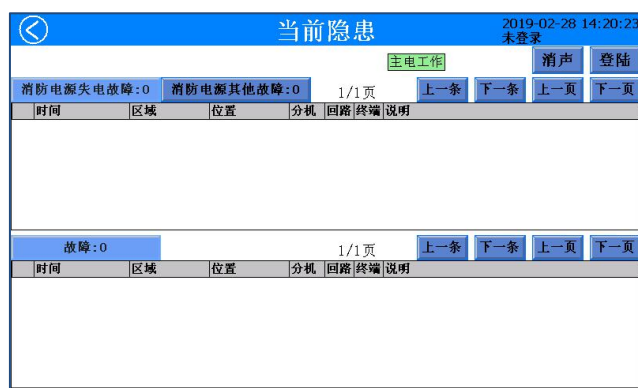 当前隐患
2019-02-28 14:20:23
未登录
主电工作
消声 登陆
消防电源失电故障:0 消防电源其他故障:0 1/1页 上一条 下一条 上一页 下一页
时间 区域 位置 分机 回路 终端 说明
故障:0 1/1页 上一条 下一条 上一页 下一页
时间 区域 位置 分机 回路 终端 说明